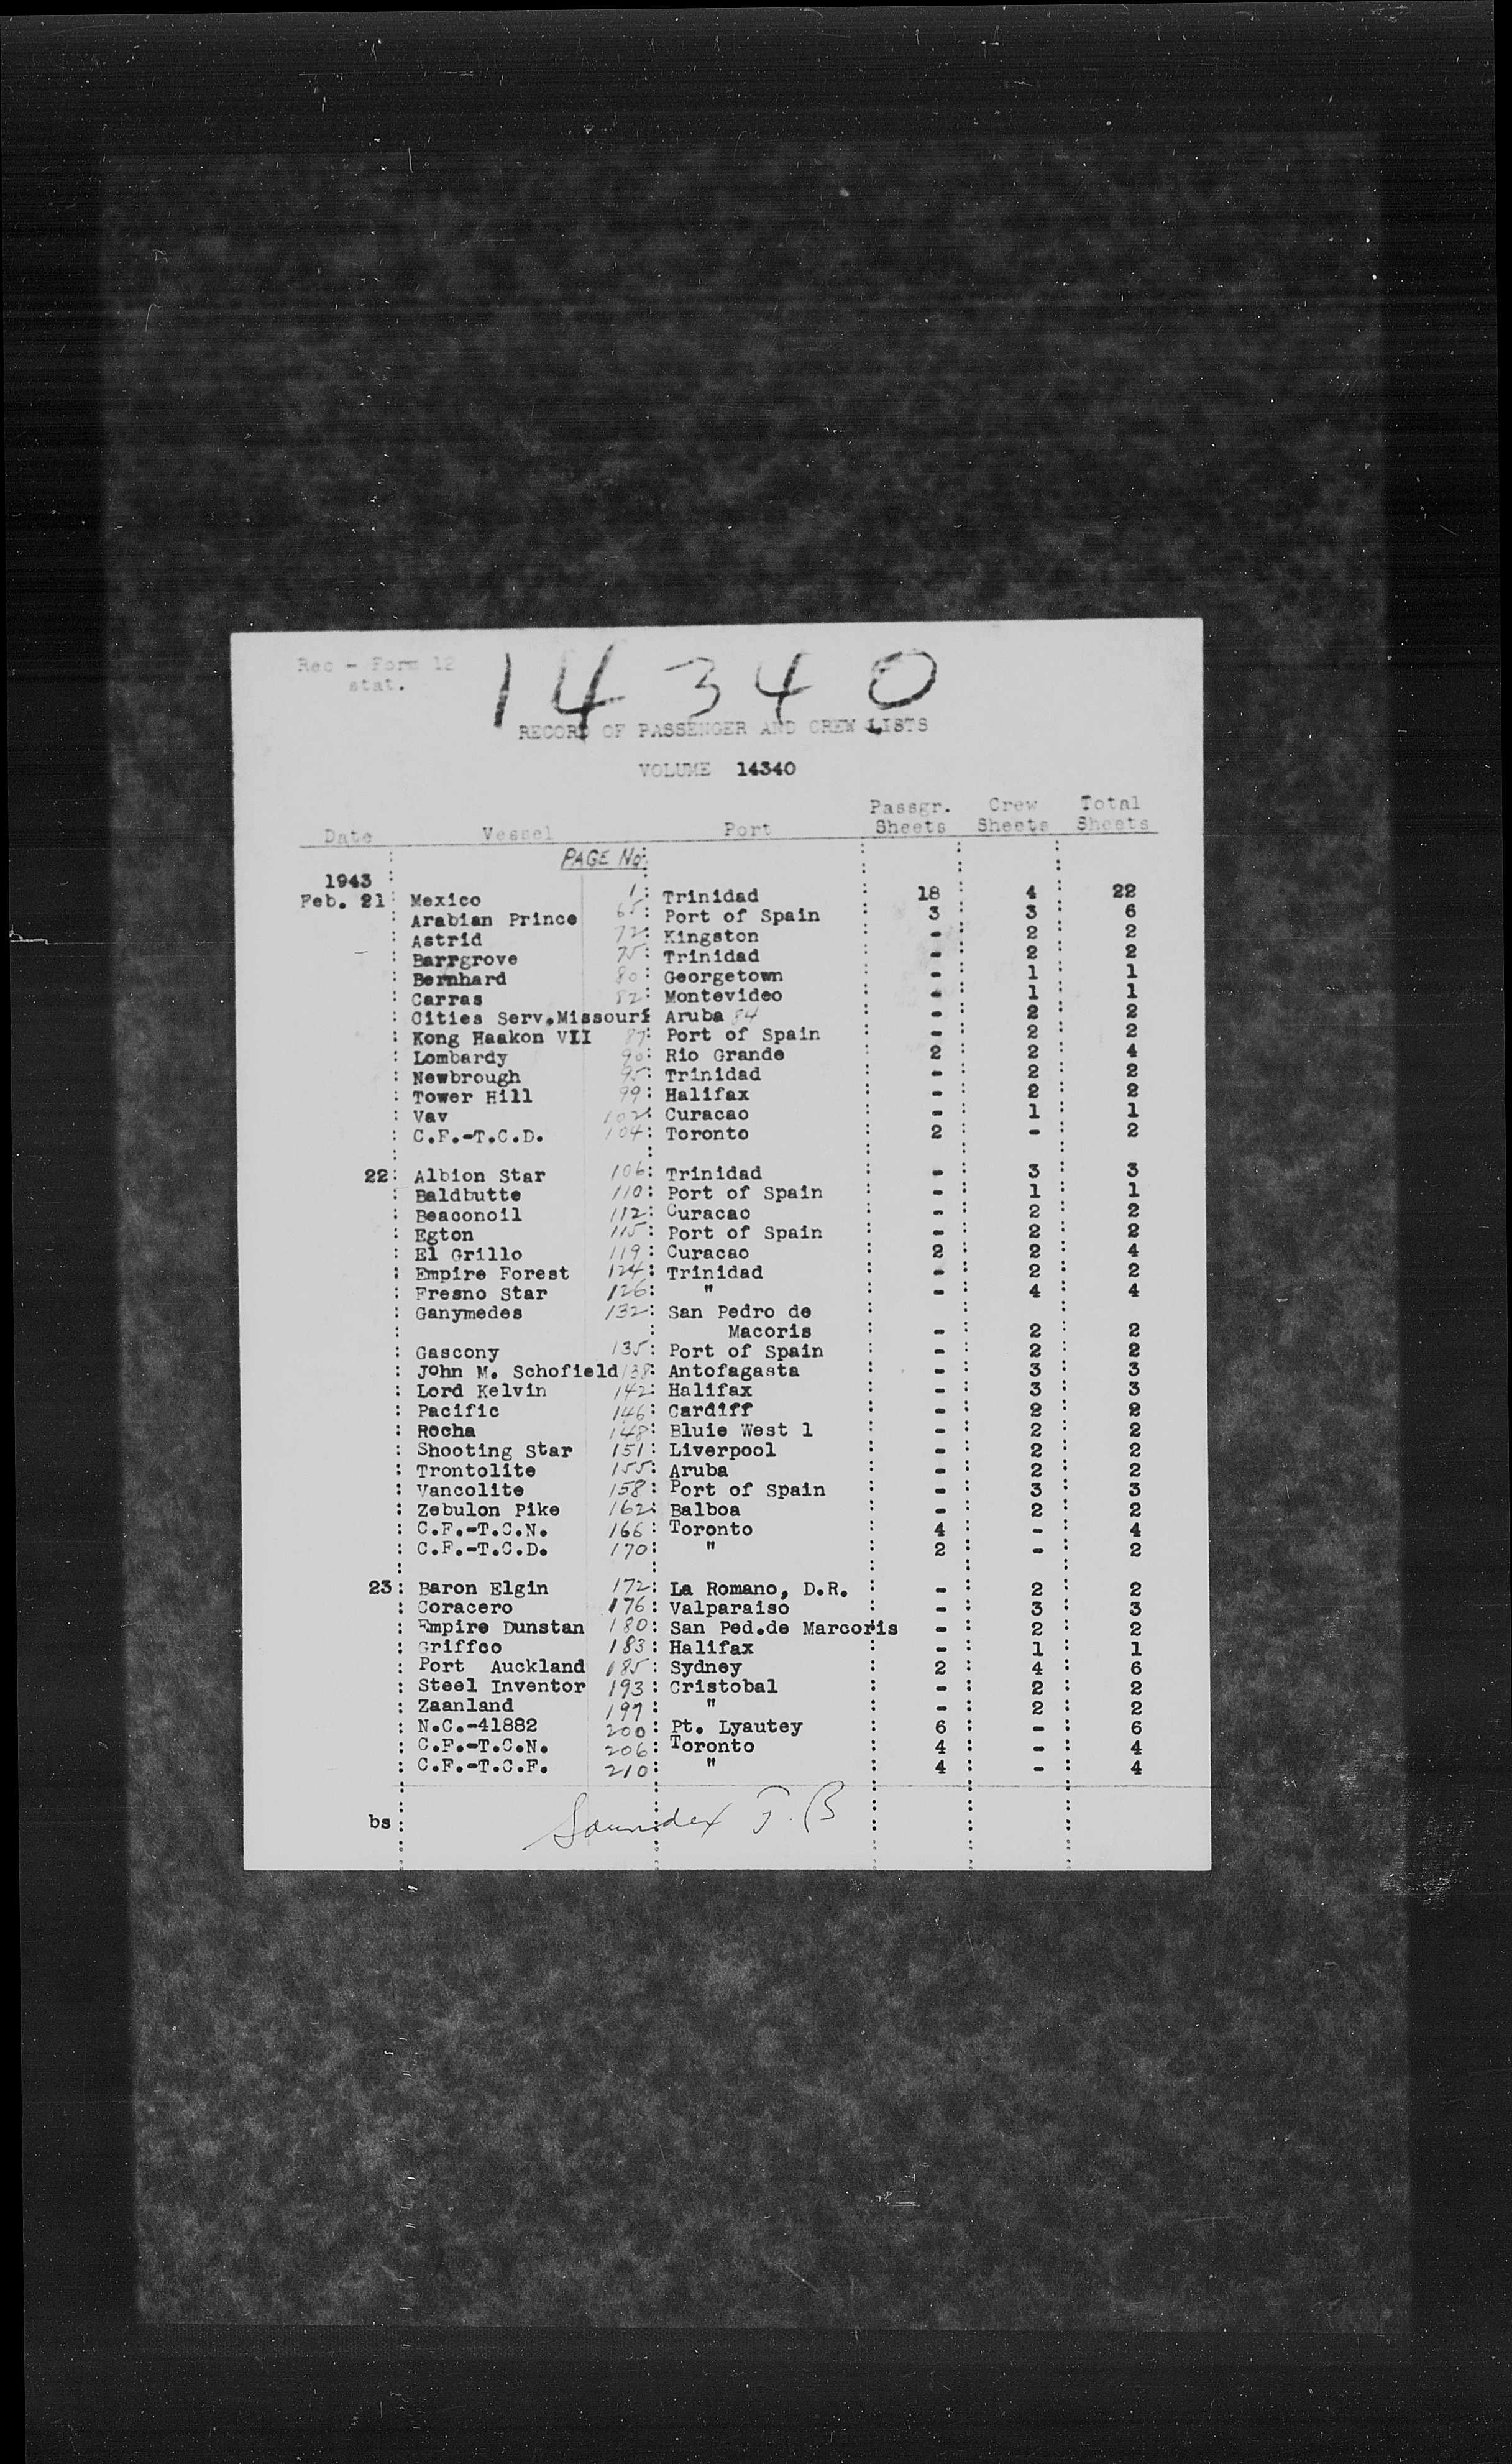 Rec - Form 12
stat.
14340
RECORD OF PASSENGER AND CREW LISTS
VOLUME 14340
Date Vessel Port Passgr. Sheets Crew Sheets Total Sheets
PAGE No.
1943
Feb. 21 Mexico 1 Trinidad 18 4 22
Arabian Prince 65 Port of Spain 3 3 6
Astrid 72 Kingston - 2 2
Barrgrove 75 Trinidad - 2 2
Bernhard 80 Georgetown - 1 1
Carras 82 Montevideo - 1 1
Cities Serv.Missouri Aruba 84 - 2 2
Kong Haakon VII 87 Port of Spain - 2 2
Lombardy 90 Rio Grande 2 2 4
Newbrough 95 Trinidad - 2 2
Tower Hill 99 Halifax - 2 2
Vav 102 Curacao - 1 1
C.F.-T.C.D. 104 Toronto 2 - 2
22 Albion Star 106 Trinidad - 3 3
Baldbutte 110 Port of Spain - 1 1
Beaconoil 112 Curacao - 2 2
Egton 115 Port of Spain - 2 2
El Grillo 119 Curacao 2 2 4
Empire Forest 124 Trinidad - 2 2
Fresno Star 126 " - 4 4
Ganymedes 132 San Pedro de
Macoris - 2 2
Gascony 135 Port of Spain - 2 2
John M. Schofield 138 Antofagasta - 3 3
Lord Kelvin 142 Halifax - 3 3
Pacific 146 Cardiff - 2 2
Rocha 148 Bluie West 1 - 2 2
Shooting Star 151 Liverpool - 2 2
Trontolite 155 Aruba - 2 2
Vancolite 158 Port of Spain - 3 3
Zebulon Pike 162 Balboa - 2 2
C.F.-T.C.N. 166 Toronto 4 - 4
C.F.-T.C.D. 170 " 2 - 2
23 Baron Elgin 172 La Romano, D.R. - 2 2
Coracero 176 Valparaiso - 3 3
Empire Dunstan 180 San Ped.de Marcoris - 2 2
Griffco 183 Halifax - 1 1
Port Auckland 185 Sydney 2 4 6
Steel Inventor 193 Cristobal - 2 2
Zaanland 197 " - 2 2
N.C.-41882 200 Pt. Lyautey 6 - 6
C.F.-T.C.N. 206 Toronto 4 - 4
C.F.-T.C.F. 210 " 4 - 4
bs Soundex F.B